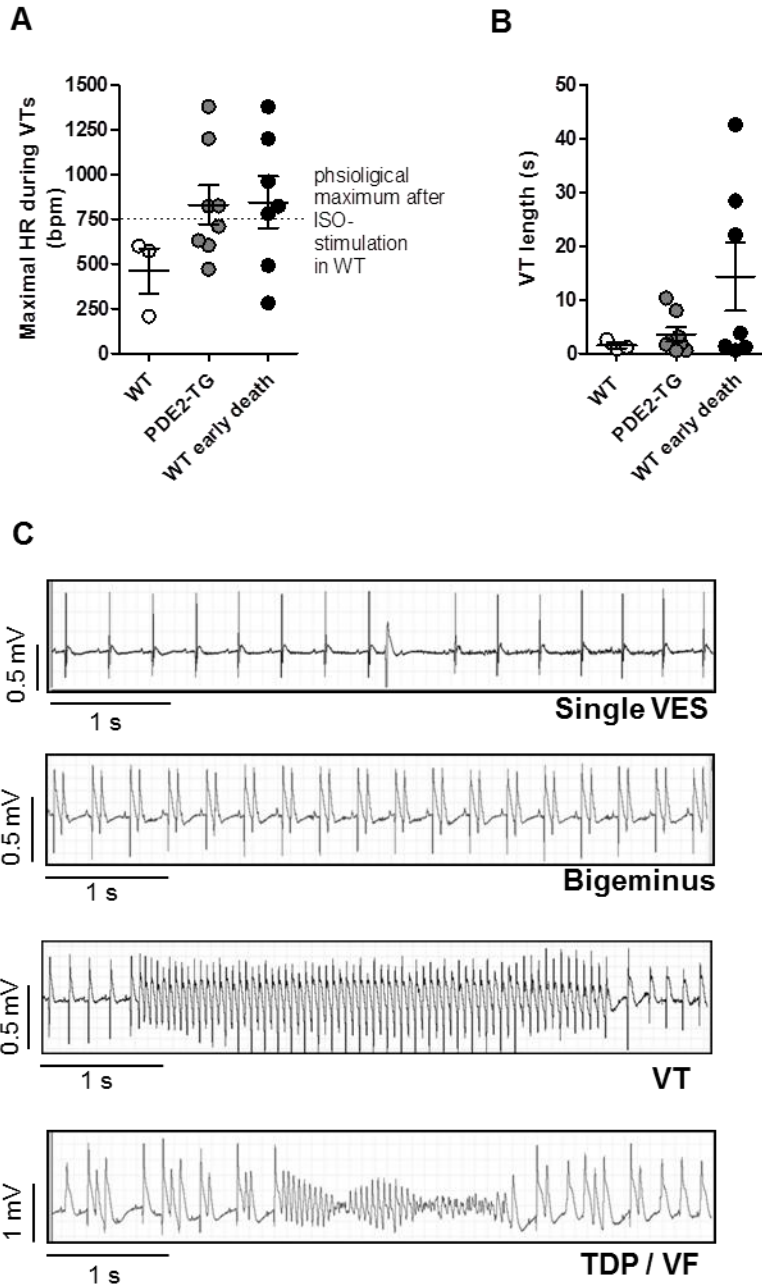 A
B
Maximal HR during VTs
(bpm)
1500
1250
1000
750
500
250
0
WT
PDE2-TG
WT early death
phsioligical
maximum after
ISO-
stimulation
in WT
VT length (s)
50
40
30
20
10
0
WT
PDE2-TG
WT early death
C
0.5 mV
1 s
Single VES
0.5 mV
1 s
Bigeminus
0.5 mV
1 s
VT
1 mV
1 s
TDP / VF